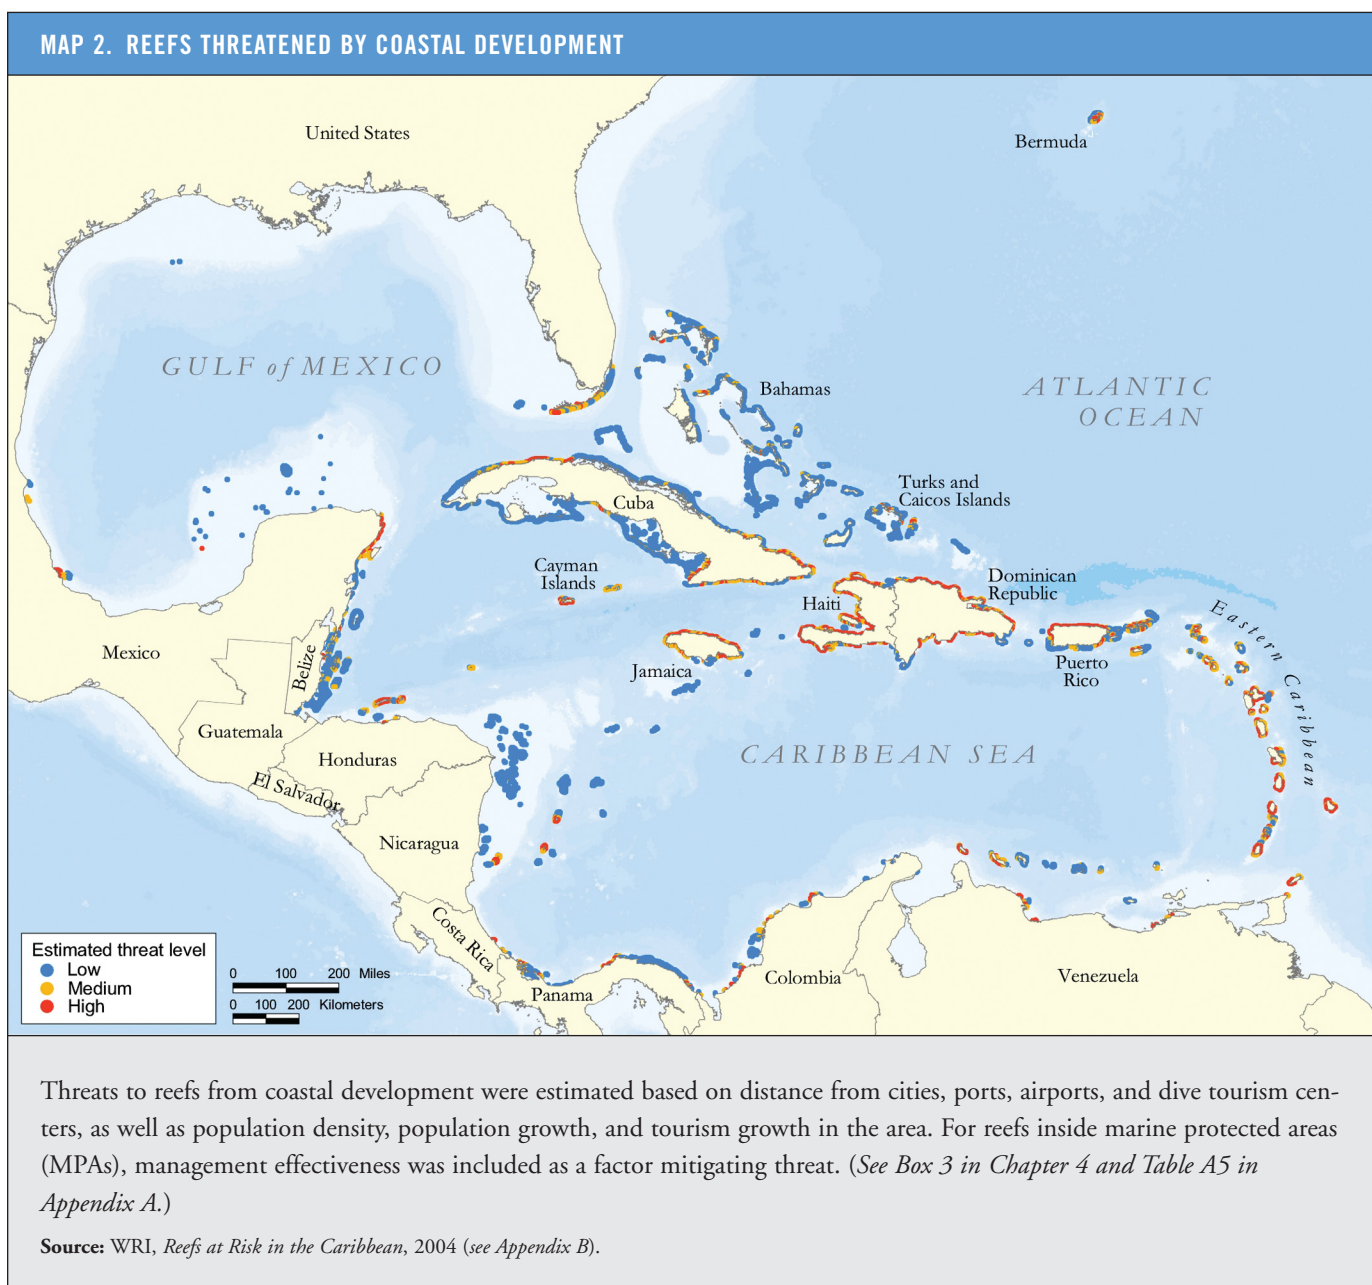 MAP 2. REEFS THREATENED BY COASTAL DEVELOPMENT
United States
Bermuda
GULF of MEXICO
ATLANTIC
OCEAN
Bahamas
Turks and
Caicos Islands
Cuba
Cayman
Islands
Dominican
Republic
Haiti
Jamaica
Puerto
Rico
Eastern Caribbean
Mexico
Belize
Guatemala
Honduras
El Salvador
Nicaragua
CARIBBEAN SEA
Costa Rica
Panama
Colombia
Venezuela
Estimated threat level
Low
Medium
High
0 100 200 Miles
0 100 200 Kilometers
Threats to reefs from coastal development were estimated based on distance from cities, ports, airports, and dive tourism cen-
ters, as well as population density, population growth, and tourism growth in the area. For reefs inside marine protected areas
(MPAs), management effectiveness was included as a factor mitigating threat. (See Box 3 in Chapter 4 and Table A5 in
Appendix A.)
Source: WRI, Reefs at Risk in the Caribbean, 2004 (see Appendix B).